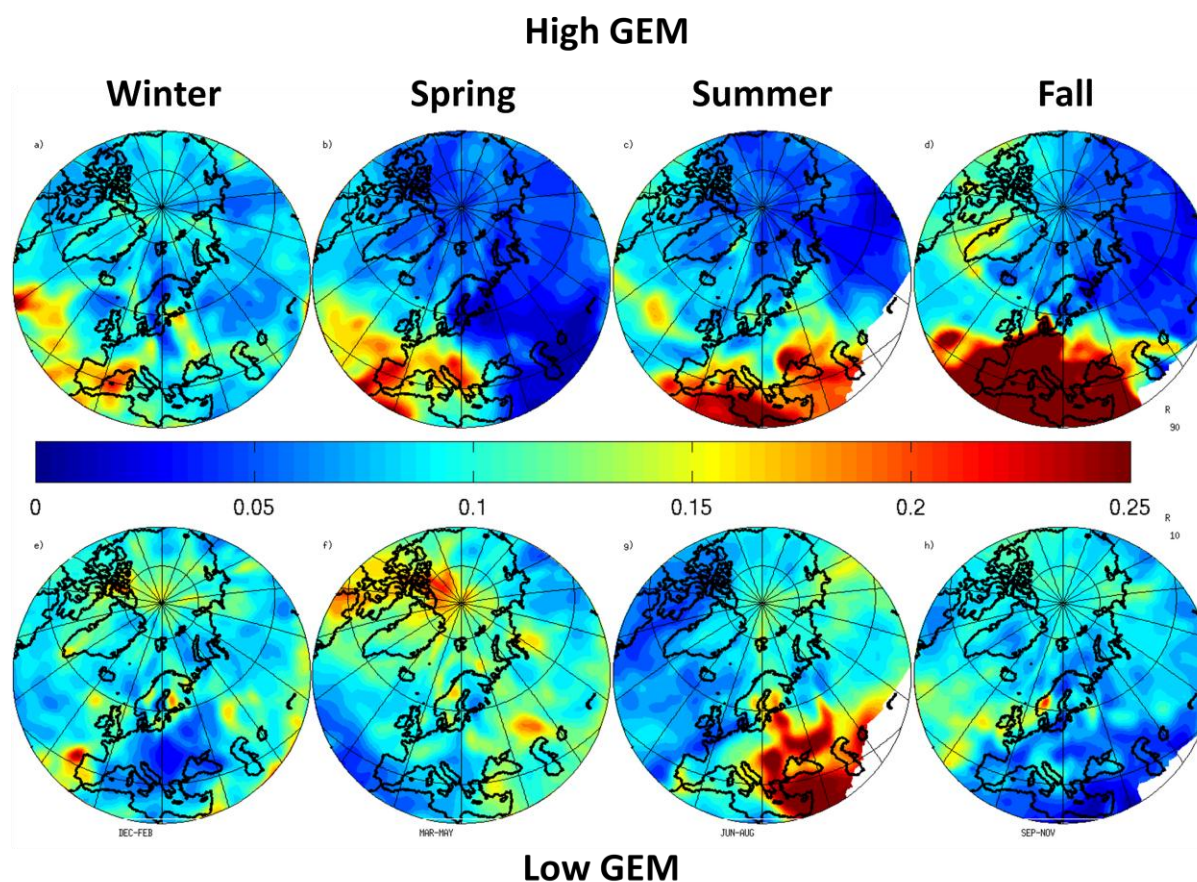 High GEM
Winter Spring Summer Fall
a) b) c) d)
R
90
0 0.05 0.1 0.15 0.2 0.25
R
10
e) f) g) h)
DEC-FEB MAR-MAY JUN-AUG SEP-NOV
Low GEM